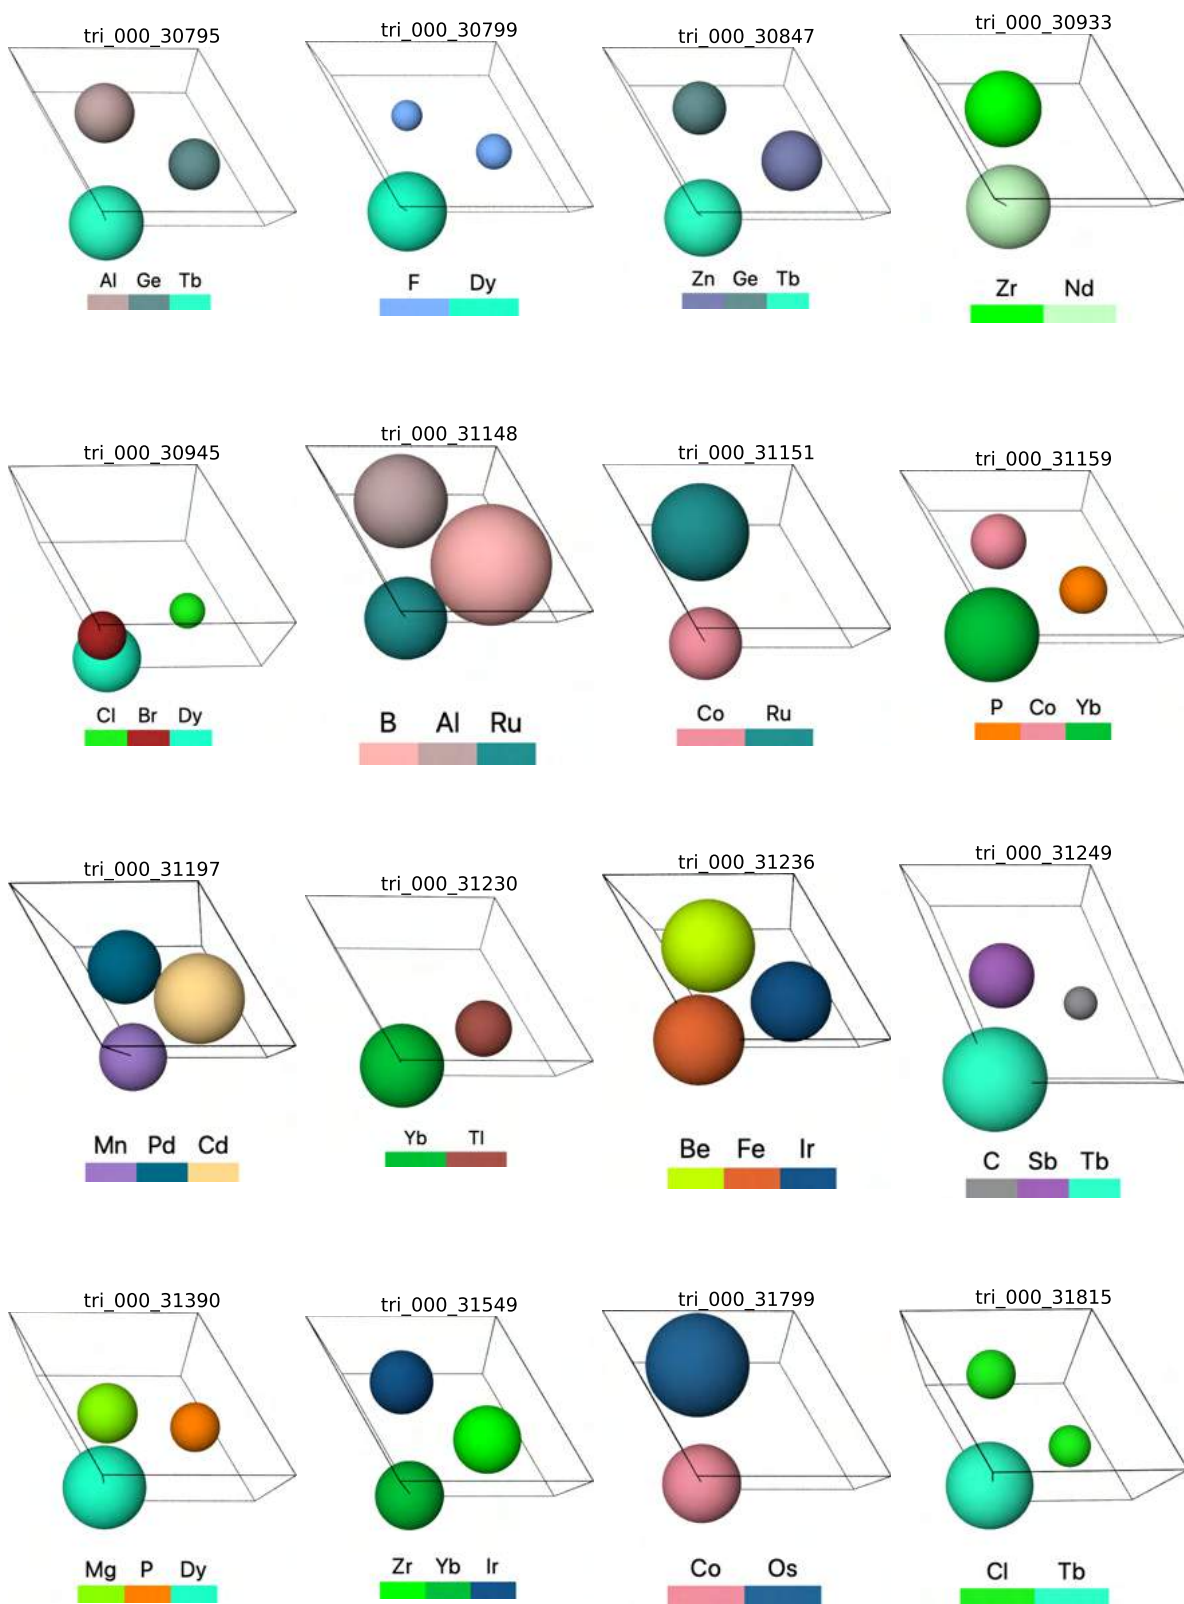 tri_000_30795
tri_000_30799
tri_000_30847
tri_000_30933
Al Ge Tb
F Dy
Zn Ge Tb
Zr Nd
tri_000_30945
tri_000_31148
tri_000_31151
tri_000_31159
Cl Br Dy
B Al Ru
Co Ru
P Co Yb
tri_000_31197
tri_000_31230
tri_000_31236
tri_000_31249
Mn Pd Cd
Yb Tl
Be Fe Ir
C Sb Tb
tri_000_31390
tri_000_31549
tri_000_31799
tri_000_31815
Mg P Dy
Zr Yb Ir
Co Os
Cl Tb